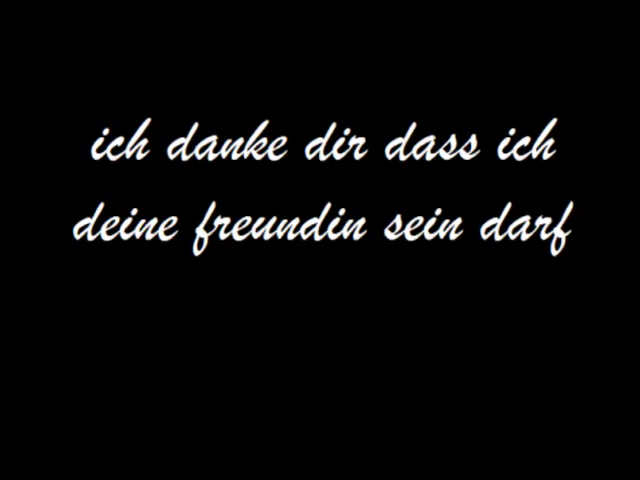 ich danke dir dass ich
deine freundin sein darf